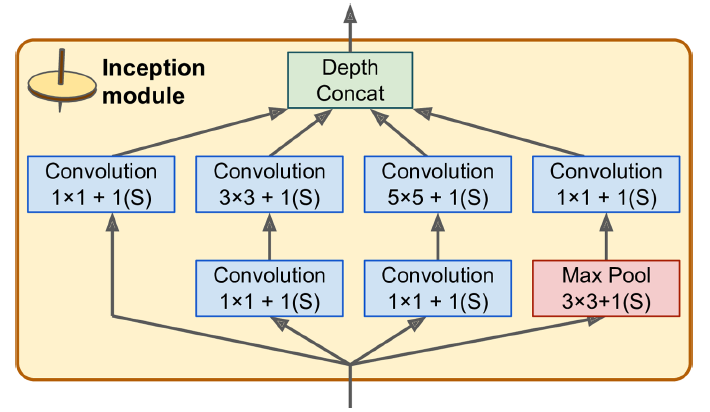 Inception
module
Depth
Concat
Convolution
1×1 + 1(S)
Convolution
3×3 + 1(S)
Convolution
5×5 + 1(S)
Convolution
1×1 + 1(S)
Convolution
1×1 + 1(S)
Convolution
1×1 + 1(S)
Max Pool
3×3+1(S)